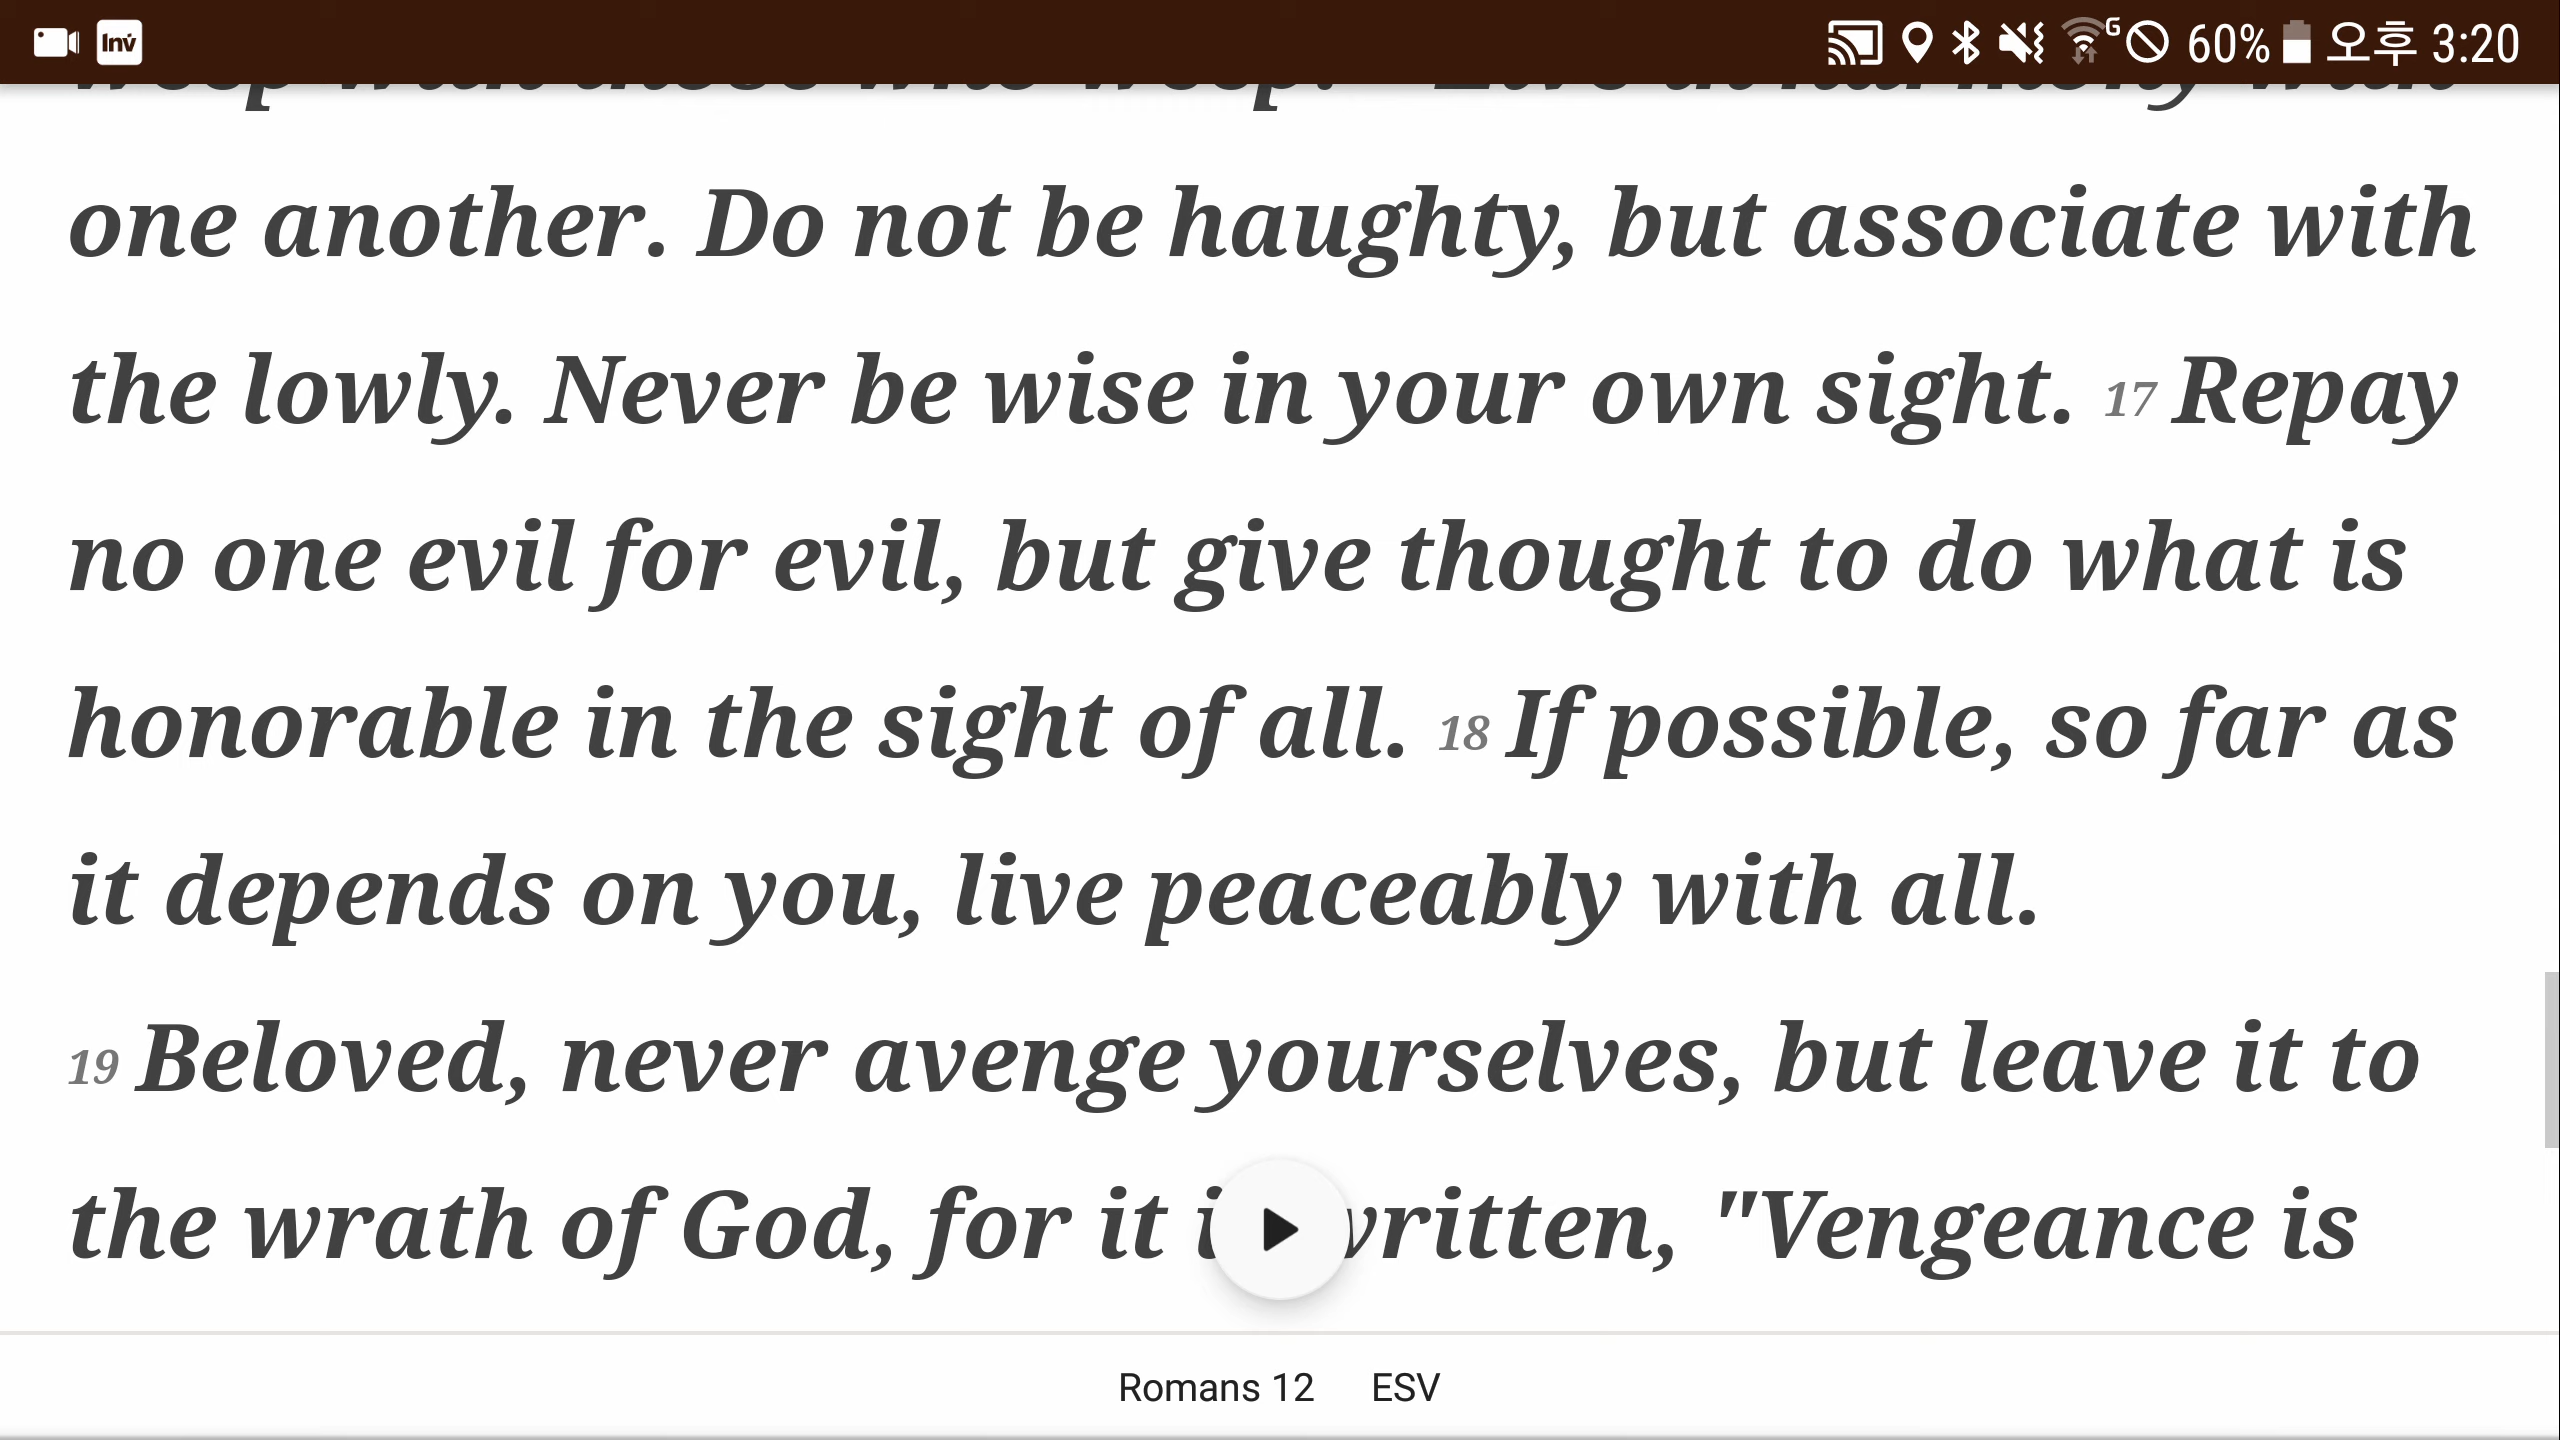 Inv G 60% 오후 3:20
one another. Do not be haughty, but associate with
the lowly. Never be wise in your own sight. 17 Repay
no one evil for evil, but give thought to do what is
honorable in the sight of all. 18 If possible, so far as
it depends on you, live peaceably with all.
19 Beloved, never avenge yourselves, but leave it to
the wrath of God, for it written, "Vengeance is
Romans 12 ESV